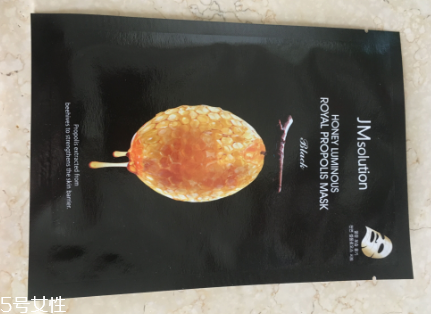 JMsolution
HONEY LUMINOUS
ROYAL PROPOLIS MASK
Black
Propolis extracted from
beehives to strengthens the skin barrier.
5号女性